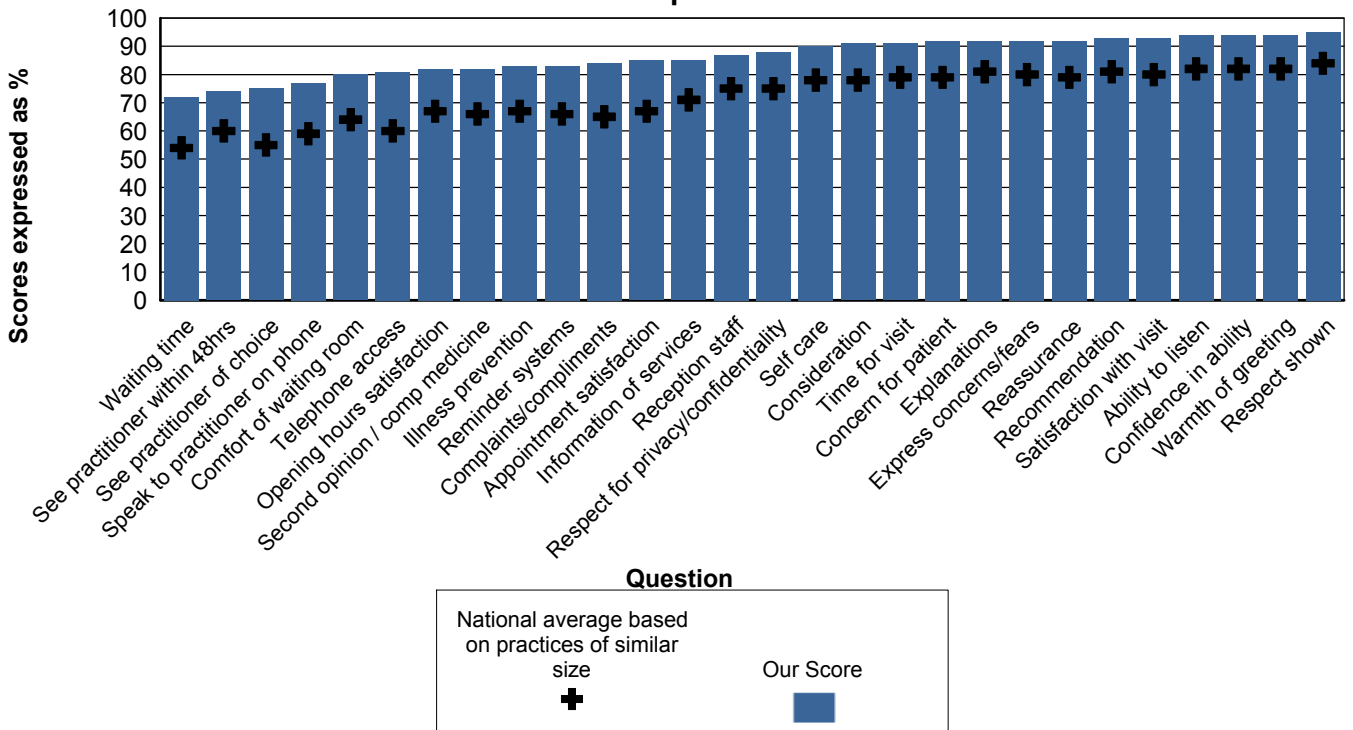 Scores expressed as %
100
90
80
70
60
50
40
30
20
10
0
Waiting time
See practitioner within 48hrs
See practitioner of choice
Speak to practitioner on phone
Comfort of waiting room
Telephone access
Opening hours satisfaction
Second opinion / comp medicine
Illness prevention
Reminder systems
Complaints/compliments
Appointment satisfaction
Information of services
Reception staff
Respect for privacy/confidentiality
Self care
Consideration
Time for visit
Concern for patient
Explanations
Express concerns/fears
Reassurance
Recommendation
Satisfaction with visit
Ability to listen
Confidence in ability
Warmth of greeting
Respect shown
Question
National average based
on practices of similar
size
Our Score